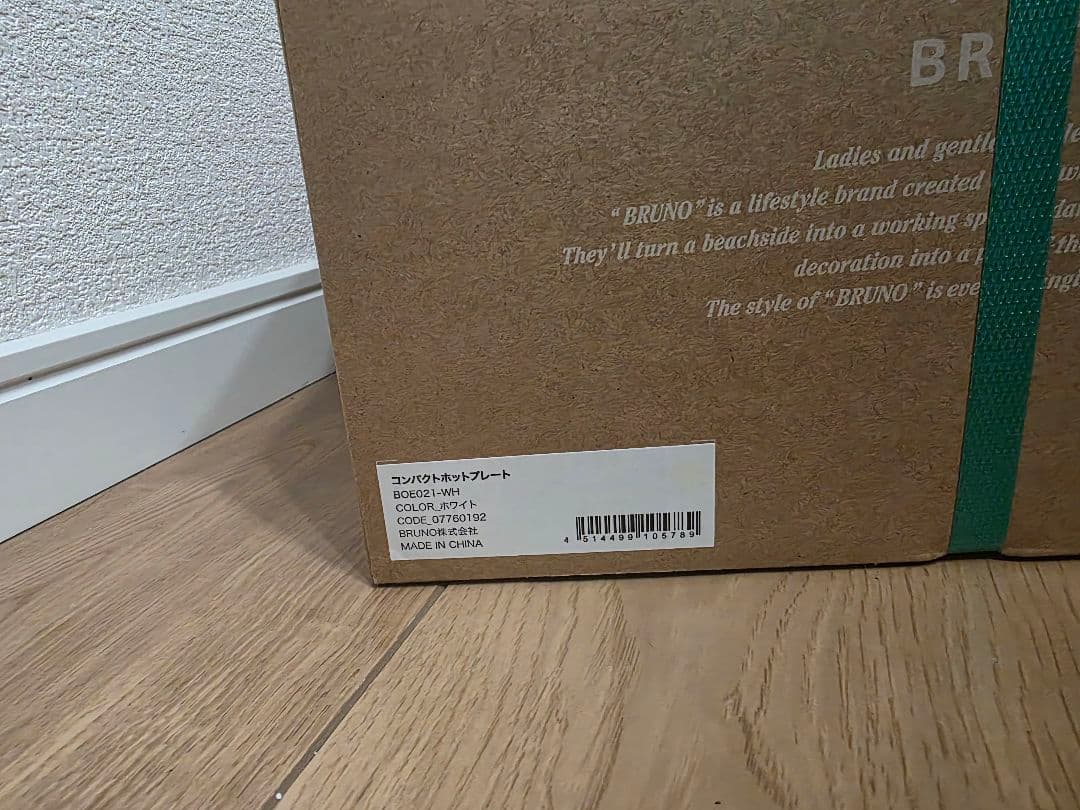 BR
Ladies and
"BRUNO" is a lifestyle brand created
They'll turn a beachside into a working
decoration into a
The style of "BRUNO" is
コンパクトホットプレート
BOE021-WH
COLOR_ホワイト
CODE_07760192
BRUNO株式会社
MADE IN CHINA
4 514499 105789